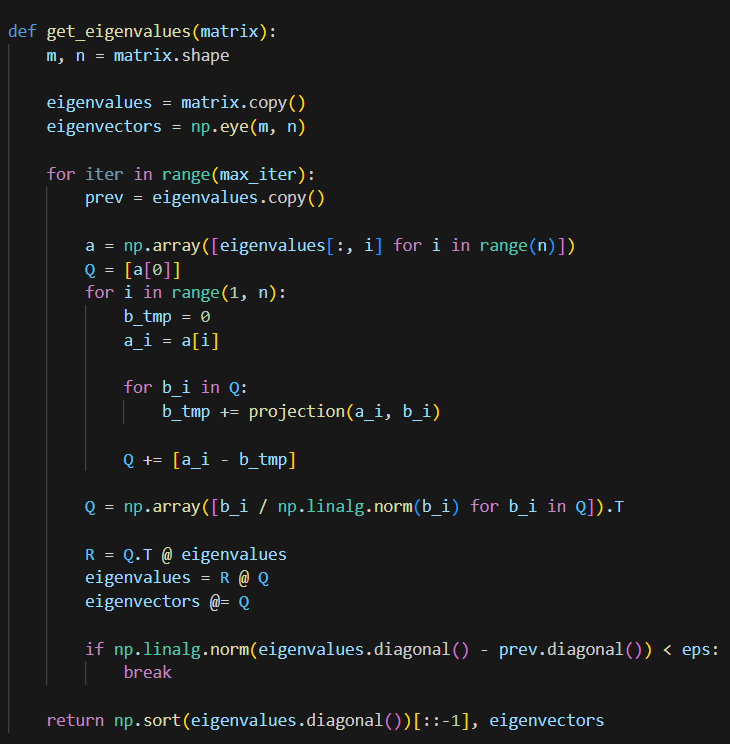 def get_eigenvalues(matrix):
    m, n = matrix.shape

    eigenvalues = matrix.copy()
    eigenvectors = np.eye(m, n)

    for iter in range(max_iter):
        prev = eigenvalues.copy()

        a = np.array([eigenvalues[:, i] for i in range(n)])
        Q = [a[0]]
        for i in range(1, n):
            b_tmp = 0
            a_i = a[i]

            for b_i in Q:
                b_tmp += projection(a_i, b_i)

            Q += [a_i - b_tmp]

        Q = np.array([b_i / np.linalg.norm(b_i) for b_i in Q]).T

        R = Q.T @ eigenvalues
        eigenvalues = R @ Q
        eigenvectors @= Q

        if np.linalg.norm(eigenvalues.diagonal() - prev.diagonal()) < eps:
            break

    return np.sort(eigenvalues.diagonal())[::-1], eigenvectors